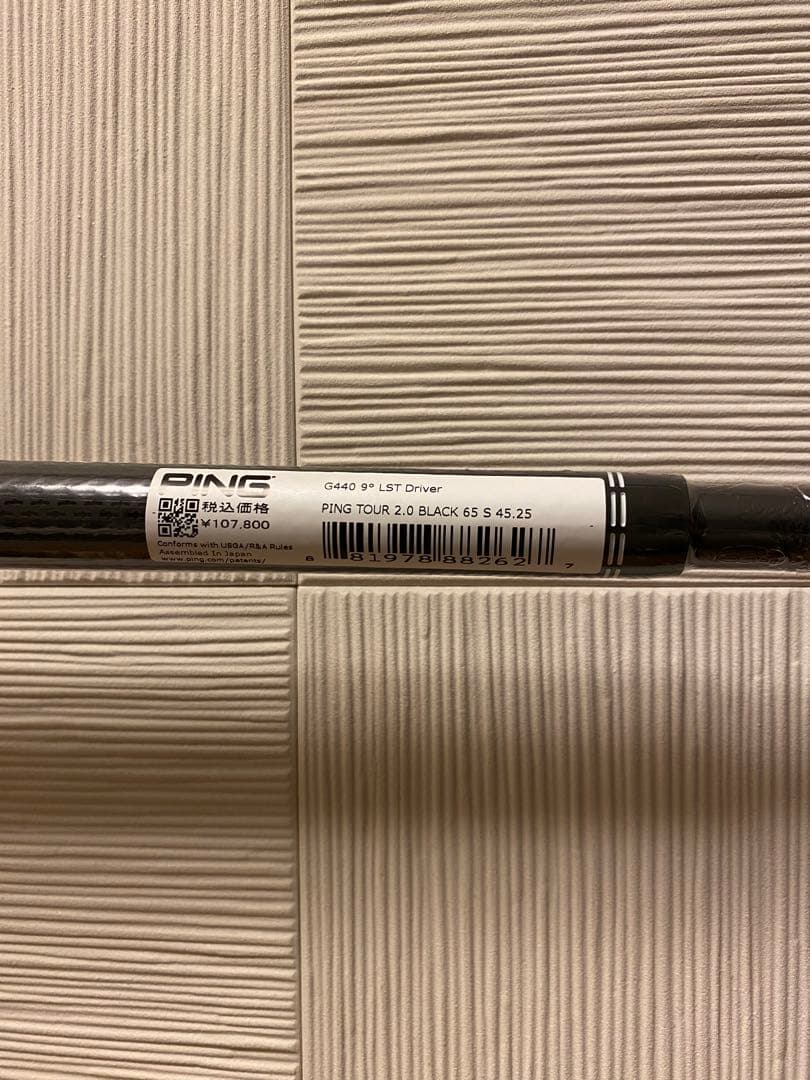 PING
税込価格
¥107,800
Conforms with USGA/R&A Rules
Assembled In Japan
www.ping.com/patents/
G440 9° LST Driver
PING TOUR 2.0 BLACK 65 S 45.25
8 81978 88262 7